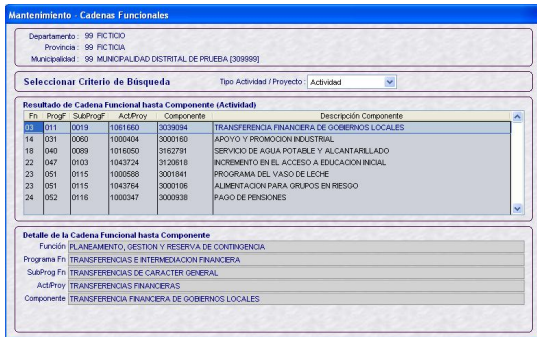 Mantenimiento - Cadenas Funcionales
Departamento : 99 FICTICIO
Provincia : 99 FICTICIA
Municipalidad : 99 MUNICIPALIDAD DISTRITAL DE PRUEBA [309999]
Seleccionar Criterio de Búsqueda Tipo Actividad / Proyecto : Actividad
Resultado de Cadena Funcional hasta Componente (Actividad)
Fn ProgF SubProgF Act/Proy Componente Descripción Componente
03 011 0019 1061660 3039094 TRANSFERENCIA FINANCIERA DE GOBIERNOS LOCALES
14 031 0060 1000404 3000160 APOYO Y PROMOCION INDUSTRIAL
18 040 0089 1016050 3162791 SERVICIO DE AGUA POTABLE Y ALCANTARILLADO
22 047 0103 1043724 3120618 INCREMENTO EN EL ACCESO A EDUCACION INICIAL
23 051 0115 1000588 3001841 PROGRAMA DEL VASO DE LECHE
23 051 0115 1043764 3000106 ALIMENTACION PARA GRUPOS EN RIESGO
24 052 0116 1000347 3000938 PAGO DE PENSIONES
Detalle de la Cadena Funcional hasta Componente
Función PLANEAMIENTO, GESTION Y RESERVA DE CONTINGENCIA
Programa Fn TRANSFERENCIAS E INTERMEDIACION FINANCIERA
SubProg Fn TRANSFERENCIAS DE CARACTER GENERAL
Act/Proy TRANSFERENCIAS FINANCIERAS
Componente TRANSFERENCIA FINANCIERA DE GOBIERNOS LOCALES